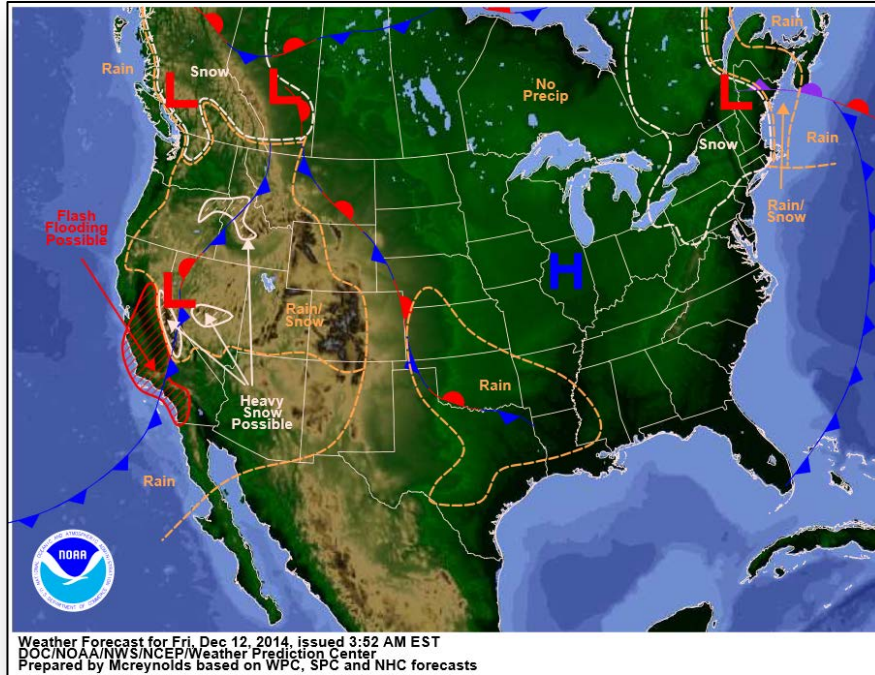 Rain
Rain
Snow
L
L
No
Precip
L
Snow
Rain
Rain/
Snow
Flash
Flooding
Possible
L
H
Rain/
Snow
Rain
Heavy
Snow
Possible
Rain
NOAA
Weather Forecast for Fri, Dec 12, 2014, issued 3:52 AM EST
DOC/NOAA/NWS/NCEP/Weather Prediction Center
Prepared by Mcreynolds based on WPC, SPC and NHC forecasts